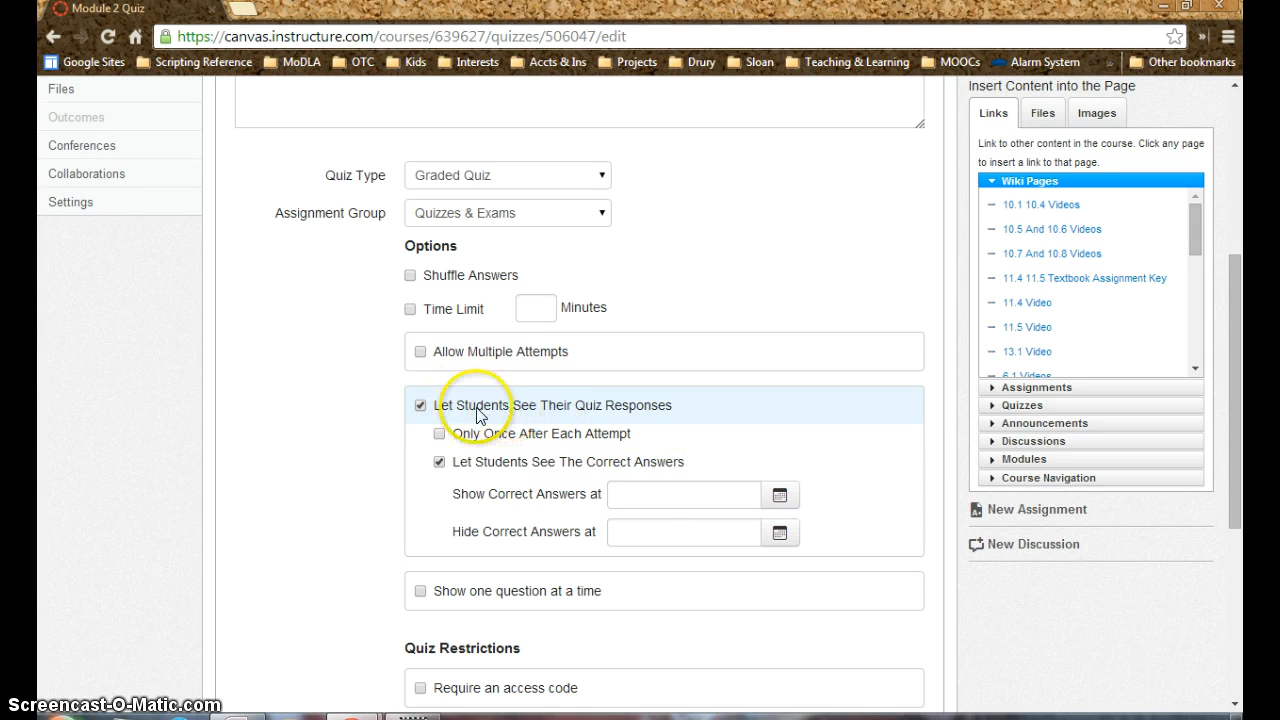 Module 2 Quiz
https://canvas.instructure.com/courses/639627/quizzes/506047/edit
Google Sites Scripting Reference MoDLA OTC Kids Interests Accts & Ins Projects Drury Sloan Teaching & Learning MOOCs Alarm System » Other bookmarks
Files
Outcomes
Conferences
Collaborations
Settings
Quiz Type Graded Quiz
Assignment Group Quizzes & Exams
Options
Shuffle Answers
Time Limit Minutes
Allow Multiple Attempts
Let Students See Their Quiz Responses
Only Once After Each Attempt
Let Students See The Correct Answers
Show Correct Answers at
Hide Correct Answers at
Show one question at a time
Quiz Restrictions
Require an access code
Insert Content into the Page
Links Files Images
Link to other content in the course. Click any page
to insert a link to that page.
Wiki Pages
10.1 10.4 Videos
10.5 And 10.6 Videos
10.7 And 10.8 Videos
11.4 11.5 Textbook Assignment Key
11.4 Video
11.5 Video
13.1 Video
6.1 Videos
Assignments
Quizzes
Announcements
Discussions
Modules
Course Navigation
New Assignment
New Discussion
Screencast-O-Matic.com